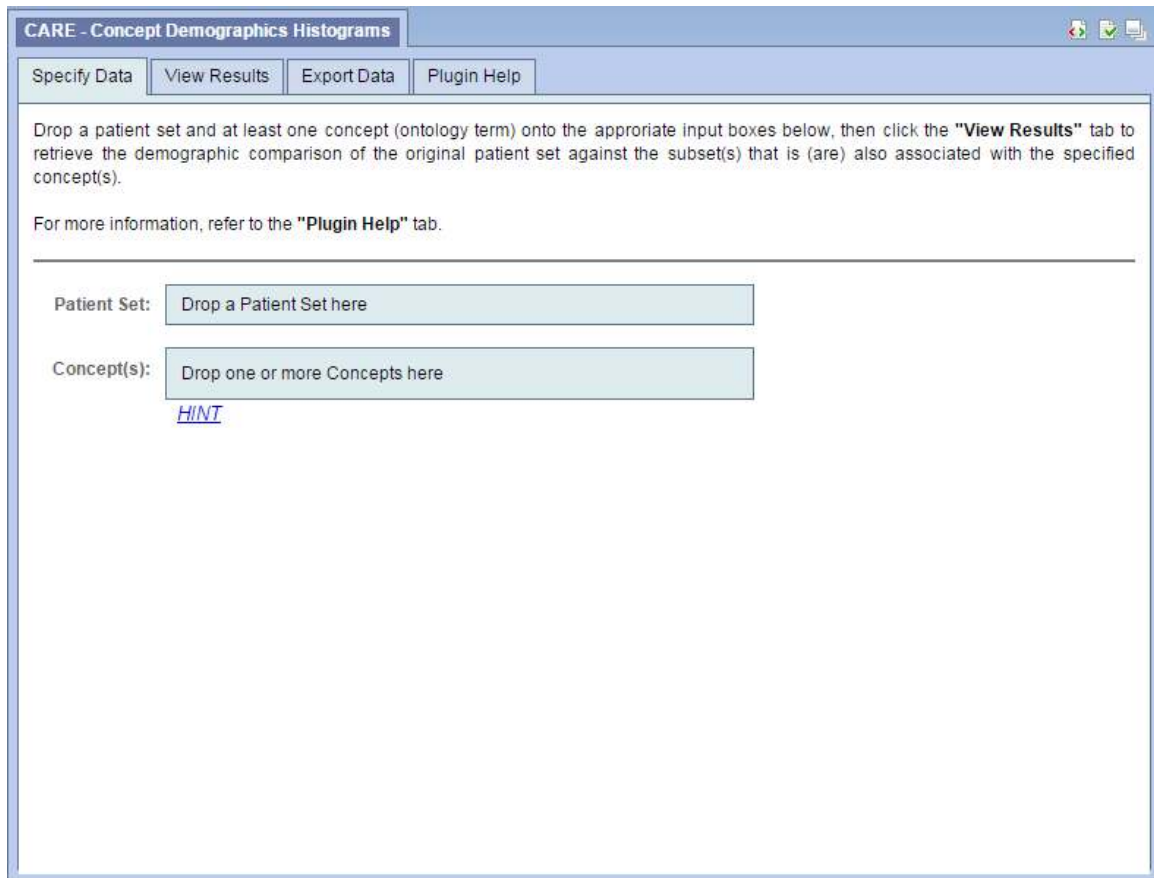 CARE - Concept Demographics Histograms
Specify Data
View Results
Export Data
Plugin Help
Drop a patient set and at least one concept (ontology term) onto the approriate input boxes below, then click the "View Results" tab to
retrieve the demographic comparison of the original patient set against the subset(s) that is (are) also associated with the specified
concept(s).
For more information, refer to the "Plugin Help" tab.
Patient Set: Drop a Patient Set here
Concept(s): Drop one or more Concepts here
HINT